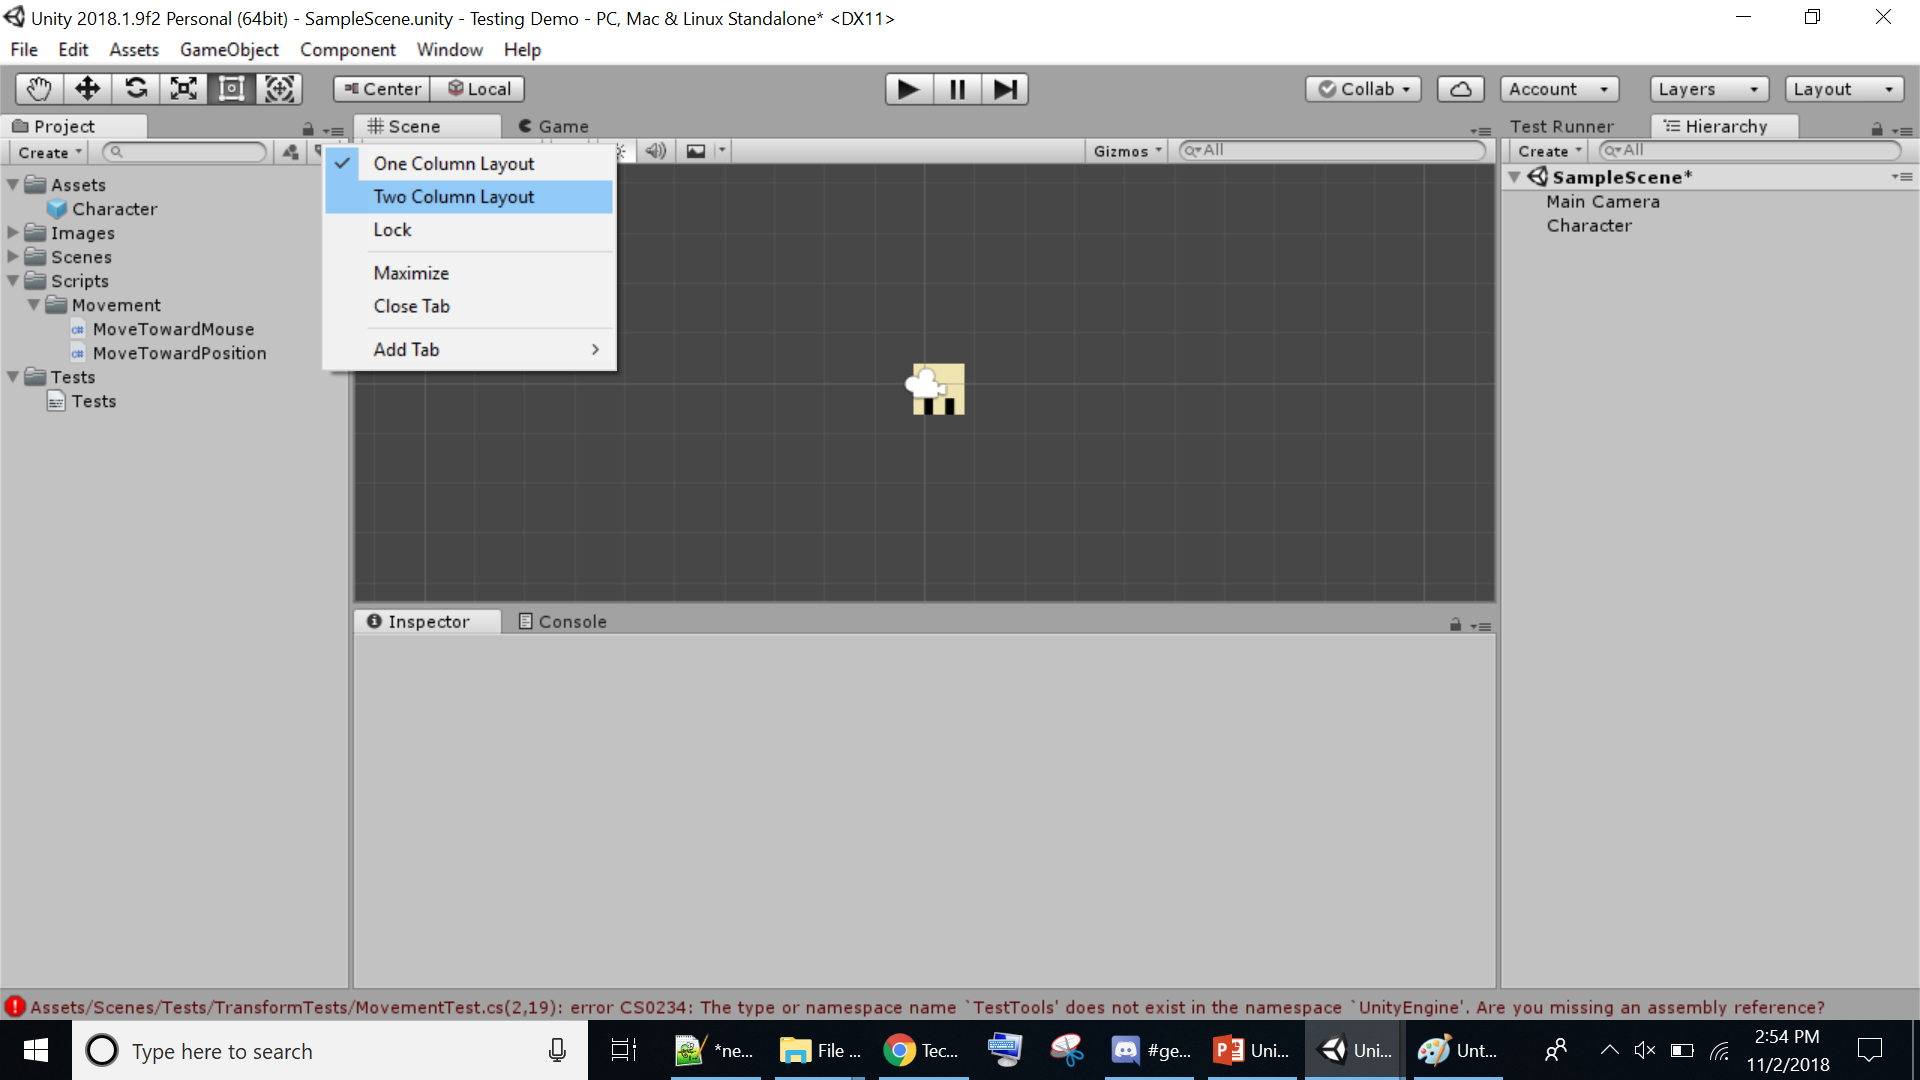 Unity 2018.1.9f2 Personal (64bit) - SampleScene.unity - Testing Demo - PC, Mac & Linux Standalone* <DX11>
File Edit Assets GameObject Component Window Help
Center Local Collab Account Layers Layout
Project Scene Game Test Runner Hierarchy
Create Gizmos All Create All
One Column Layout
Two Column Layout
Lock
Maximize
Close Tab
Add Tab
Assets
Character
Images
Scenes
Scripts
Movement
MoveTowardMouse
MoveTowardPosition
Tests
Tests
SampleScene*
Main Camera
Character
Inspector Console
Assets/Scenes/Tests/TransformTests/MovementTest.cs(2,19): error CS0234: The type or namespace name `TestTools' does not exist in the namespace `UnityEngine'. Are you missing an assembly reference?
Type here to search *ne... File ... Tec... #ge... Uni... Uni... Unt... 2:54 PM
11/2/2018